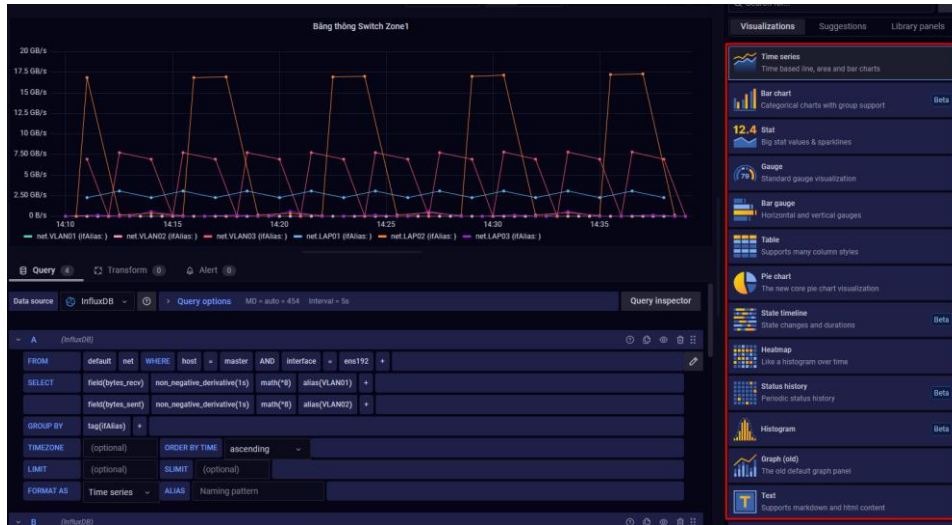 Băng thông Switch Zone1
20 GB/s
17.5 GB/s
15 GB/s
12.5 GB/s
10 GB/s
7.50 GB/s
5 GB/s
2.50 GB/s
0 B/s
14:10 14:15 14:20 14:25 14:30 14:35
net.VLAN01 (ifAlias: ) net.VLAN02 (ifAlias: ) net.VLAN03 (ifAlias: ) net.LAP01 (ifAlias: ) net.LAP02 (ifAlias: ) net.LAP03 (ifAlias: )
Query 4 Transform 0 Alert 0
Data source InfluxDB Query options MD = auto = 454 Interval = 5s Query inspector
A (InfluxDB)
FROM default net WHERE host = master AND interface = ens192 +
SELECT field(bytes_recv) non_negative_derivative(1s) math(*8) alias(VLAN01) +
field(bytes_sent) non_negative_derivative(1s) math(*8) alias(VLAN02) +
GROUP BY tag(ifAlias) +
TIMEZONE (optional) ORDER BY TIME ascending
LIMIT (optional) SLIMIT (optional)
FORMAT AS Time series ALIAS Naming pattern
B (InfluxDB)
Visualizations Suggestions Library panels
Time series
Time based line, area and bar charts
Bar chart
Categorical charts with group support
Beta
12.4 Stat
Big stat values & sparklines
79 Gauge
Standard gauge visualization
Bar gauge
Horizontal and vertical gauges
Table
Supports many column styles
Pie chart
The new core pie chart visualization
State timeline
State changes and durations
Beta
Heatmap
Like a histogram over time
Status history
Periodic status history
Beta
Histogram
Beta
Graph (old)
The old default graph panel
T Text
Supports markdown and html content